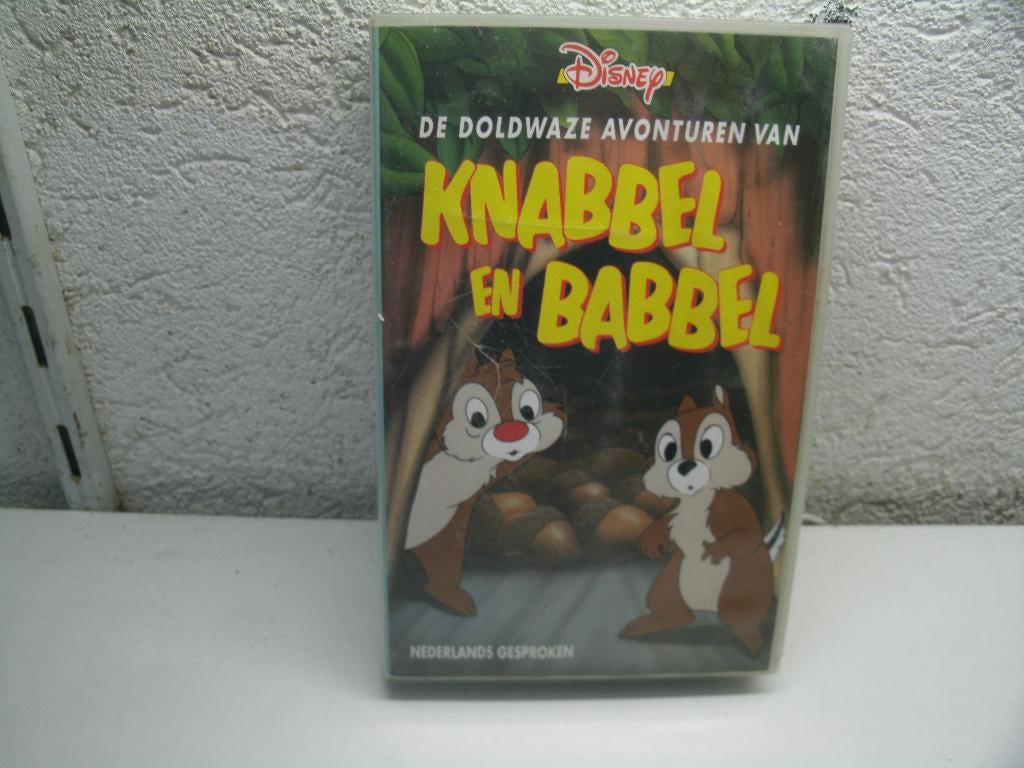 Disney
DE DOLDWAZE AVONTUREN VAN
KNABBEL
EN BABBEL
NEDERLANDS GESPROKEN